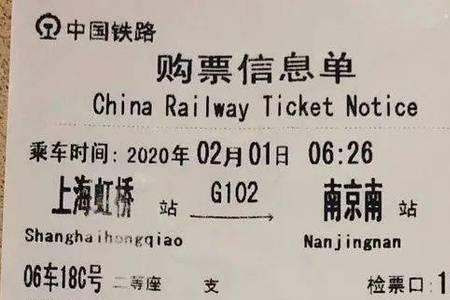 中国铁路
购票信息单
China Railway Ticket Notice
乘车时间: 2020年 02月01日 06:26
上海虹桥 站 G102 南京南 站
Shanghaihongqiao Nanjingnan
06车18C号 二等座 支 检票口:1